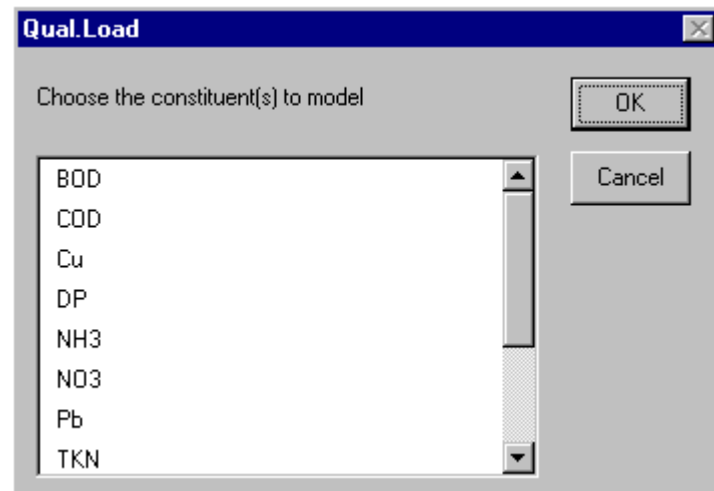 Qual.Load
Choose the constituent(s) to model
OK
Cancel
BOD
COD
Cu
DP
NH3
NO3
Pb
TKN